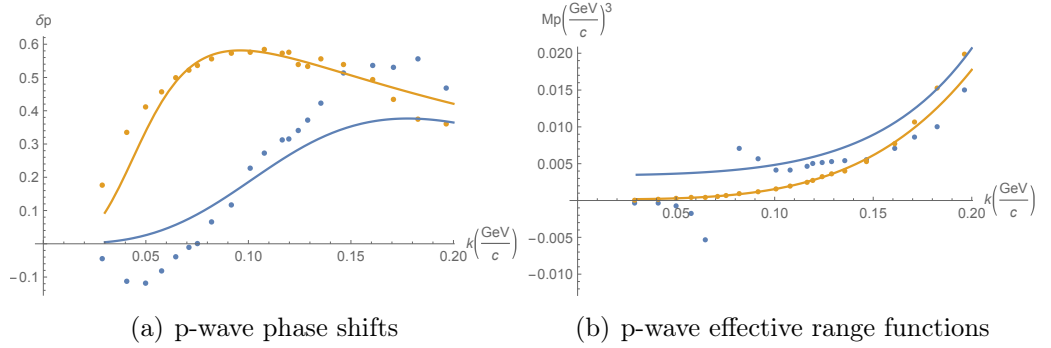 δp
0.6
0.5
0.4
0.3
0.2
0.1
-0.1
0.05 0.10 0.15 0.20
k(GeV/c)
(a) p-wave phase shifts
Mp(GeV/c)^3
0.020
0.015
0.010
0.005
-0.005
-0.010
0.05 0.10 0.15 0.20
k(GeV/c)
(b) p-wave effective range functions